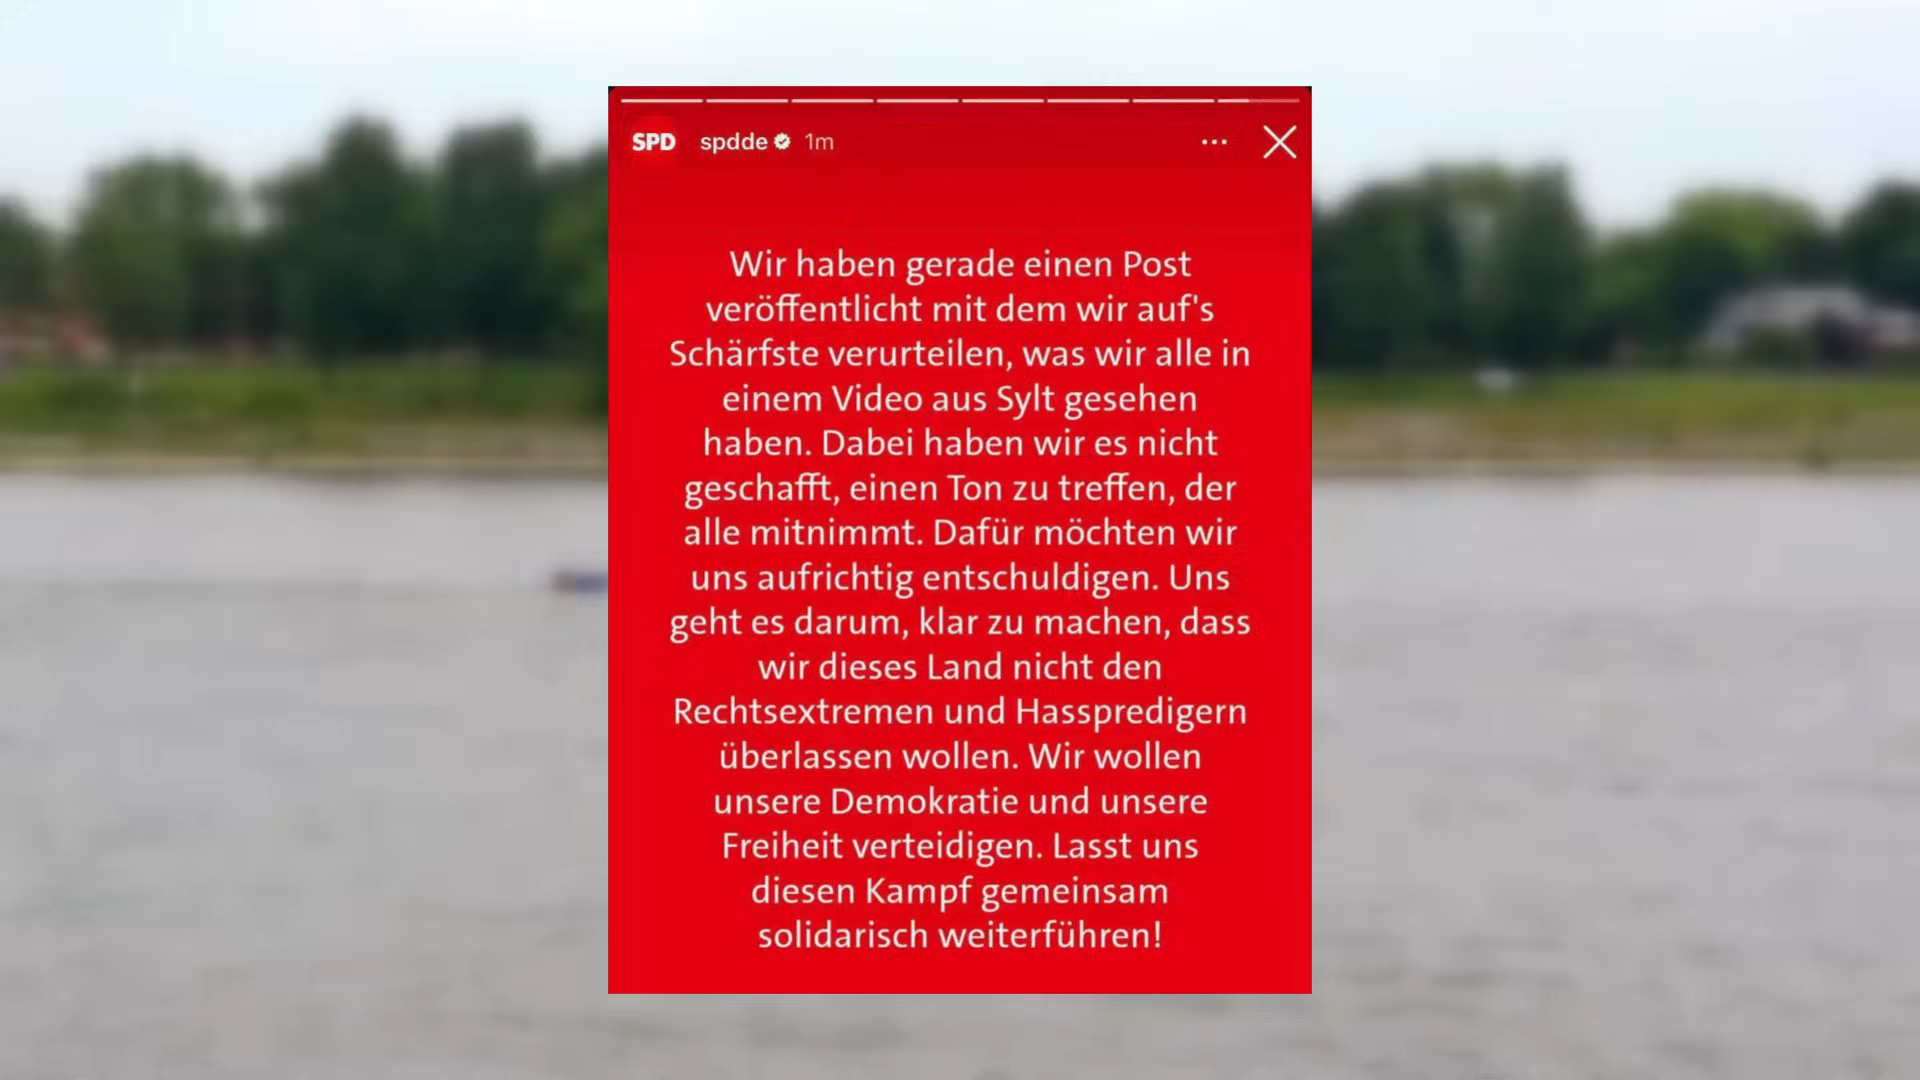 SPD spdde 1m
Wir haben gerade einen Post
veröffentlicht mit dem wir auf's
Schärfste verurteilen, was wir alle in
einem Video aus Sylt gesehen
haben. Dabei haben wir es nicht
geschafft, einen Ton zu treffen, der
alle mitnimmt. Dafür möchten wir
uns aufrichtig entschuldigen. Uns
geht es darum, klar zu machen, dass
wir dieses Land nicht den
Rechtsextremen und Hasspredigern
überlassen wollen. Wir wollen
unsere Demokratie und unsere
Freiheit verteidigen. Lasst uns
diesen Kampf gemeinsam
solidarisch weiterführen!